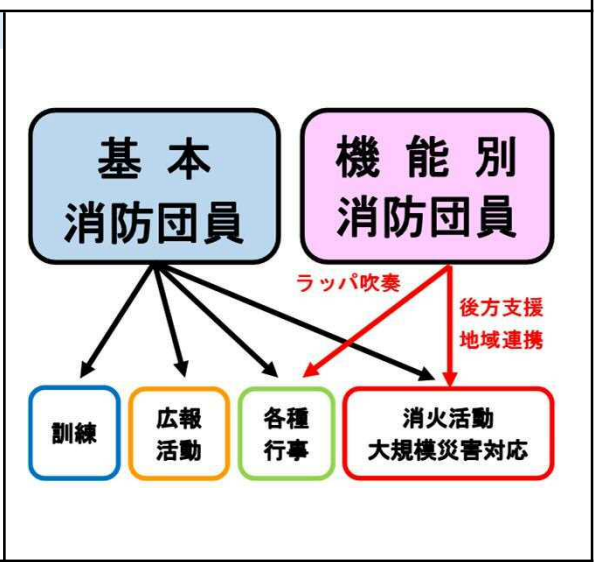 基本
消防団員
機能別
消防団員
ラッパ吹奏
後方支援
地域連携
訓練
広報
活動
各種
行事
消火活動
大規模災害対応